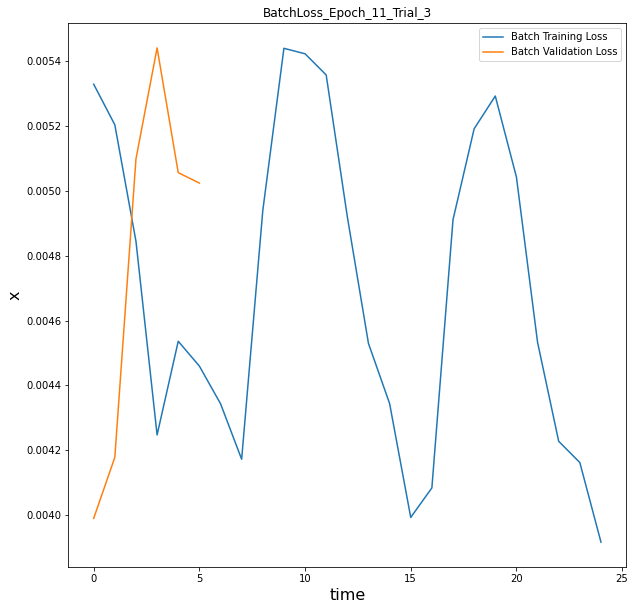 BatchLoss_Epoch_11_Trial_3
Batch Training Loss
Batch Validation Loss
0.0054
0.0052
0.0050
0.0048
0.0046
0.0044
0.0042
0.0040
x
0 5 10 15 20 25
time